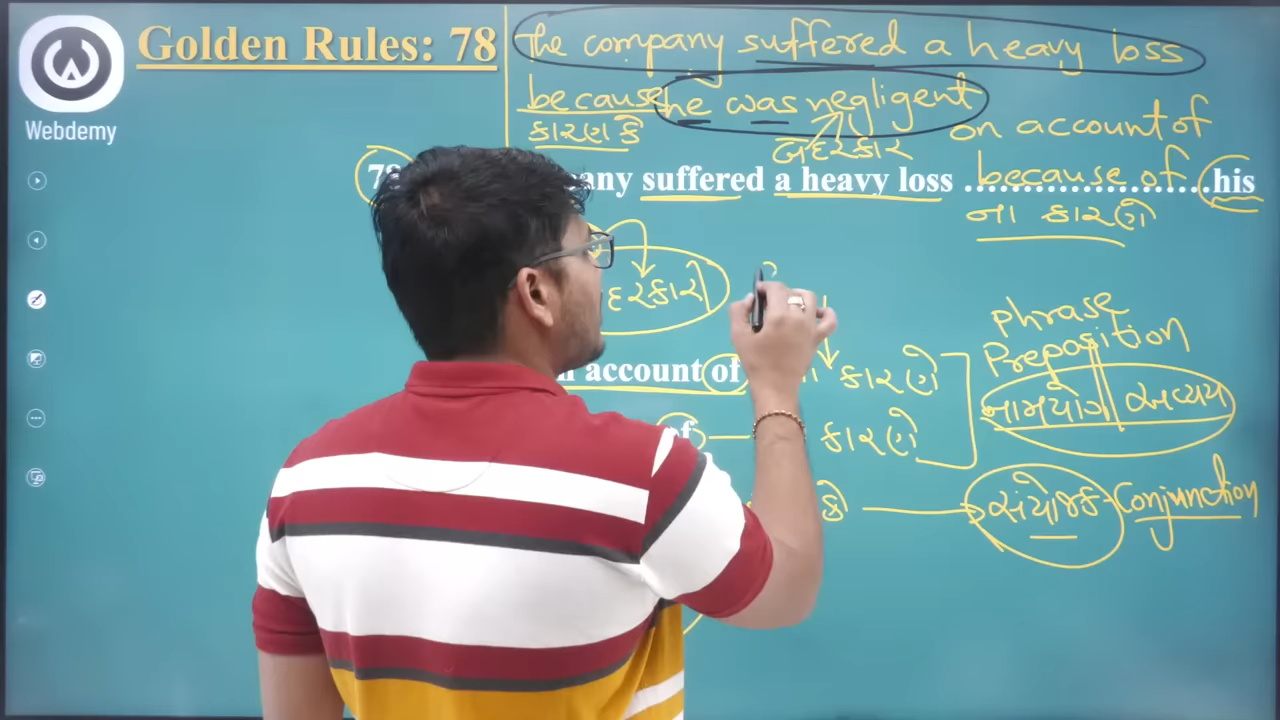 Golden Rules: 78
Webdemy
The company suffered a heavy loss
because he was negligent
કારણ કે
બેદરકાર
on account of
because of
suffered a heavy loss ........................his
ના કારણે
દરકારી
account of
કારણે
કારણે
કે
Phrase
Preposition
નામયોગી અવ્યય
સંયોજક - Conjunction